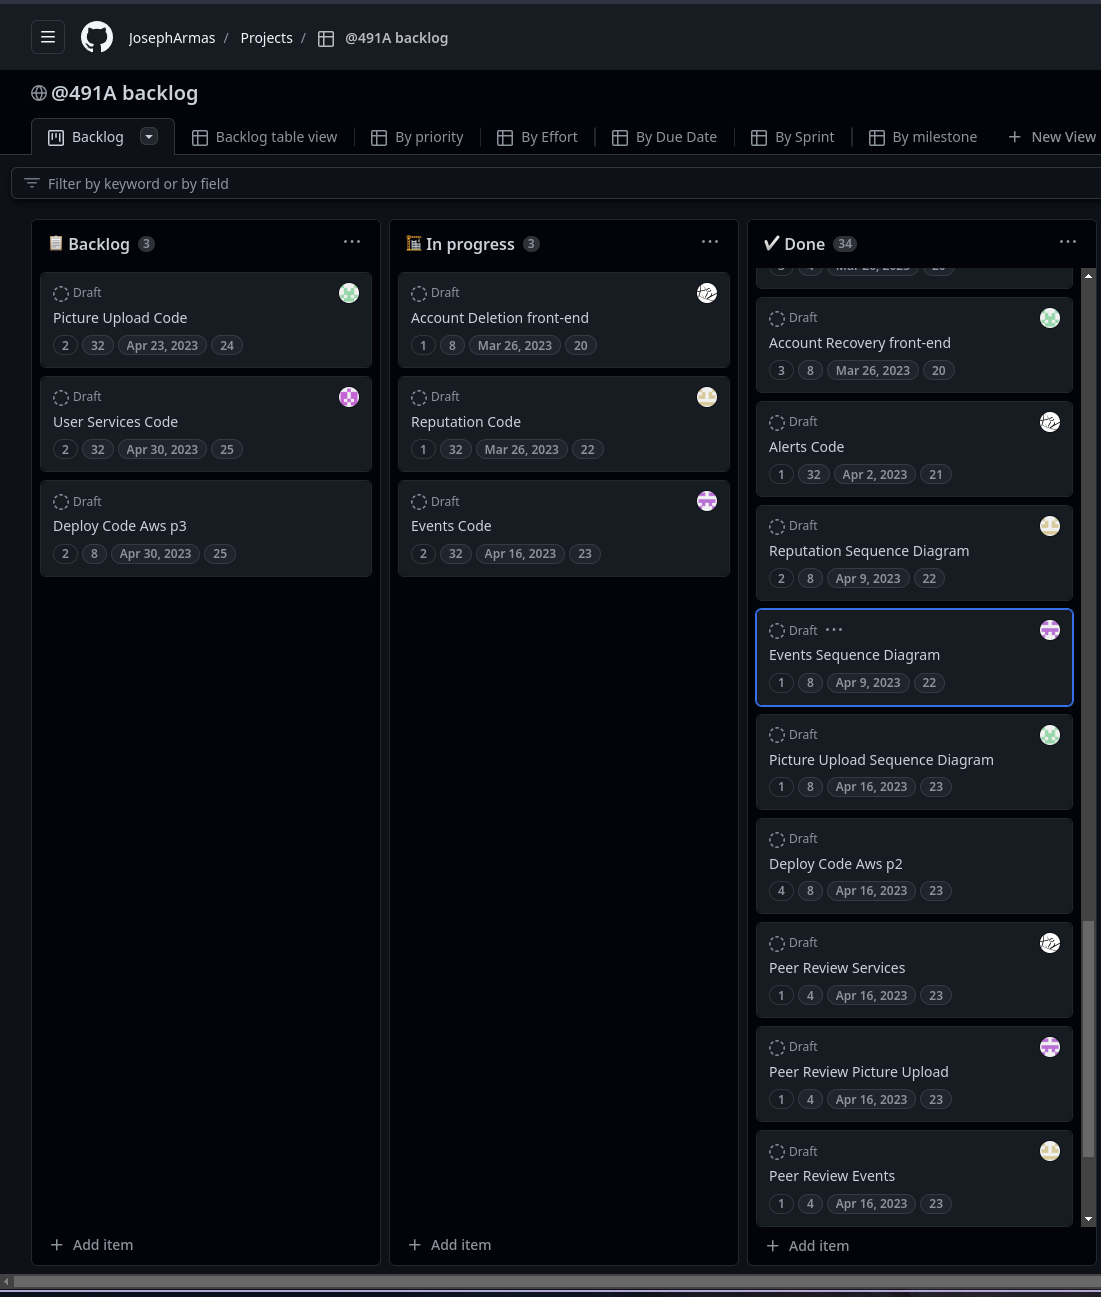 JosephArmas / Projects / @491A backlog
@491A backlog
Backlog Backlog table view By priority By Effort By Due Date By Sprint By milestone + New View
Filter by keyword or by field
Backlog 3 ...
Draft
Picture Upload Code
2 32 Apr 23, 2023 24
Draft
User Services Code
2 32 Apr 30, 2023 25
Draft
Deploy Code Aws p3
2 8 Apr 30, 2023 25
+ Add item
In progress 3 ...
Draft
Account Deletion front-end
1 8 Mar 26, 2023 20
Draft
Reputation Code
1 32 Mar 26, 2023 22
Draft
Events Code
2 32 Apr 16, 2023 23
+ Add item
Done 34 ...
Mar 26, 2023 20
Draft
Account Recovery front-end
3 8 Mar 26, 2023 20
Draft
Alerts Code
1 32 Apr 2, 2023 21
Draft
Reputation Sequence Diagram
2 8 Apr 9, 2023 22
Draft ...
Events Sequence Diagram
1 8 Apr 9, 2023 22
Draft
Picture Upload Sequence Diagram
1 8 Apr 16, 2023 23
Draft
Deploy Code Aws p2
4 8 Apr 16, 2023 23
Draft
Peer Review Services
1 4 Apr 16, 2023 23
Draft
Peer Review Picture Upload
1 4 Apr 16, 2023 23
Draft
Peer Review Events
1 4 Apr 16, 2023 23
+ Add item